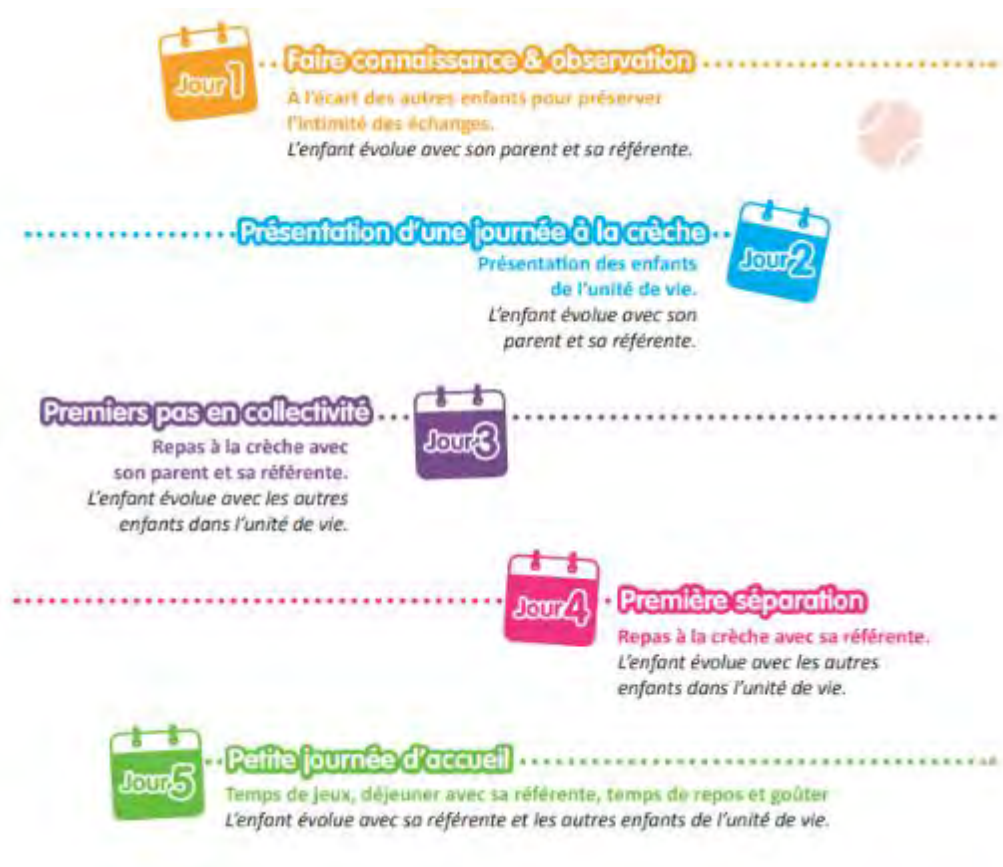 Jour 1
Faire connaissance & observation
À l'écart des autres enfants pour préserver
l'intimité des échanges.
L'enfant évolue avec son parent et sa référente.
Présentation d'une journée à la crèche
Jour 2
Présentation des enfants
de l'unité de vie.
L'enfant évolue avec son
parent et sa référente.
Premiers pas en collectivité
Jour 3
Repas à la crèche avec
son parent et sa référente.
L'enfant évolue avec les autres
enfants dans l'unité de vie.
Jour 4
Première séparation
Repas à la crèche avec sa référente.
L'enfant évolue avec les autres
enfants dans l'unité de vie.
Jour 5
Petite journée d'accueil
Temps de jeux, déjeuner avec sa référente, temps de repos et goûter
L'enfant évolue avec sa référente et les autres enfants de l'unité de vie.